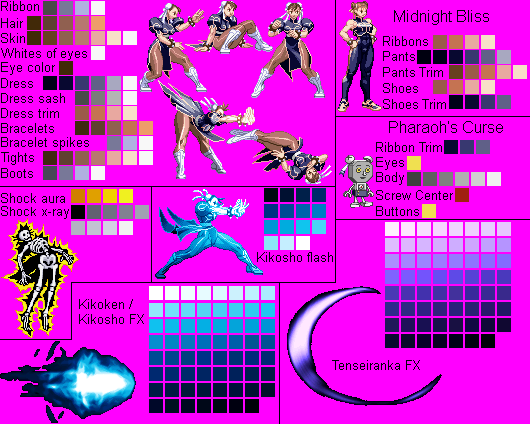 Ribbon
Hair
Skin
Whites of eyes
Eye color
Dress
Dress sash
Dress trim
Bracelets
Bracelet spikes
Tights
Boots
Midnight Bliss
Ribbons
Pants
Pants Trim
Shoes
Shoes Trim
Pharaoh's Curse
Ribbon Trim
Eyes
Body
Screw Center
Buttons
Shock aura
Shock x-ray
Kikosho flash
Kikoken /
Kikosho FX
Tenseiranka FX